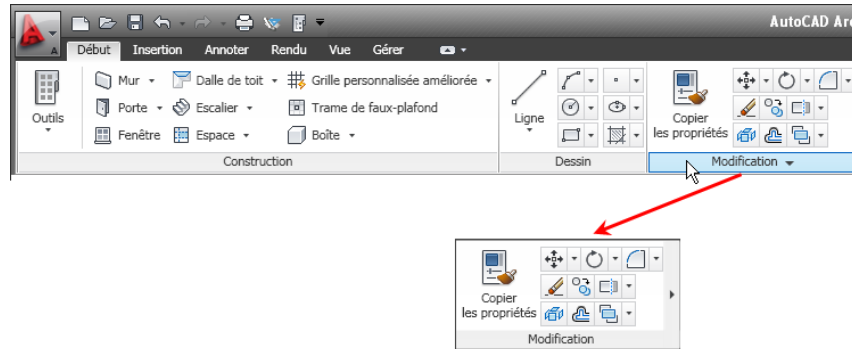 AutoCAD Arc
A
Début Insertion Annoter Rendu Vue Gérer
Outils
Mur Dalle de toit Grille personnalisée améliorée
Porte Escalier Trame de faux-plafond
Fenêtre Espace Boîte
Ligne
Copier
les propriétés
Construction Dessin Modification
Copier
les propriétés
Modification